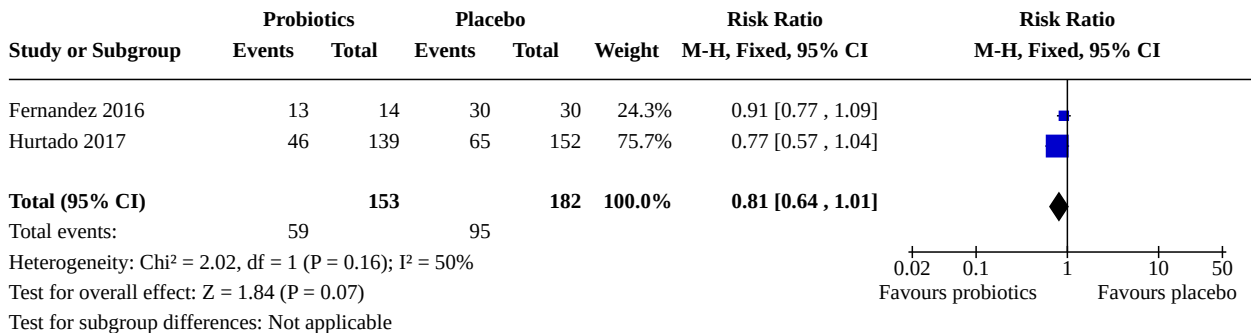 Probiotics Placebo Risk Ratio Risk Ratio
Study or Subgroup Events Total Events Total Weight M-H, Fixed, 95% CI M-H, Fixed, 95% CI
Fernandez 2016 13 14 30 30 24.3% 0.91 [0.77 , 1.09]
Hurtado 2017 46 139 65 152 75.7% 0.77 [0.57 , 1.04]
Total (95% CI) 153 182 100.0% 0.81 [0.64 , 1.01]
Total events: 59 95
Heterogeneity: Chi² = 2.02, df = 1 (P = 0.16); I² = 50%
0.02 0.1 1 10 50
Test for overall effect: Z = 1.84 (P = 0.07)
Favours probiotics Favours placebo
Test for subgroup differences: Not applicable